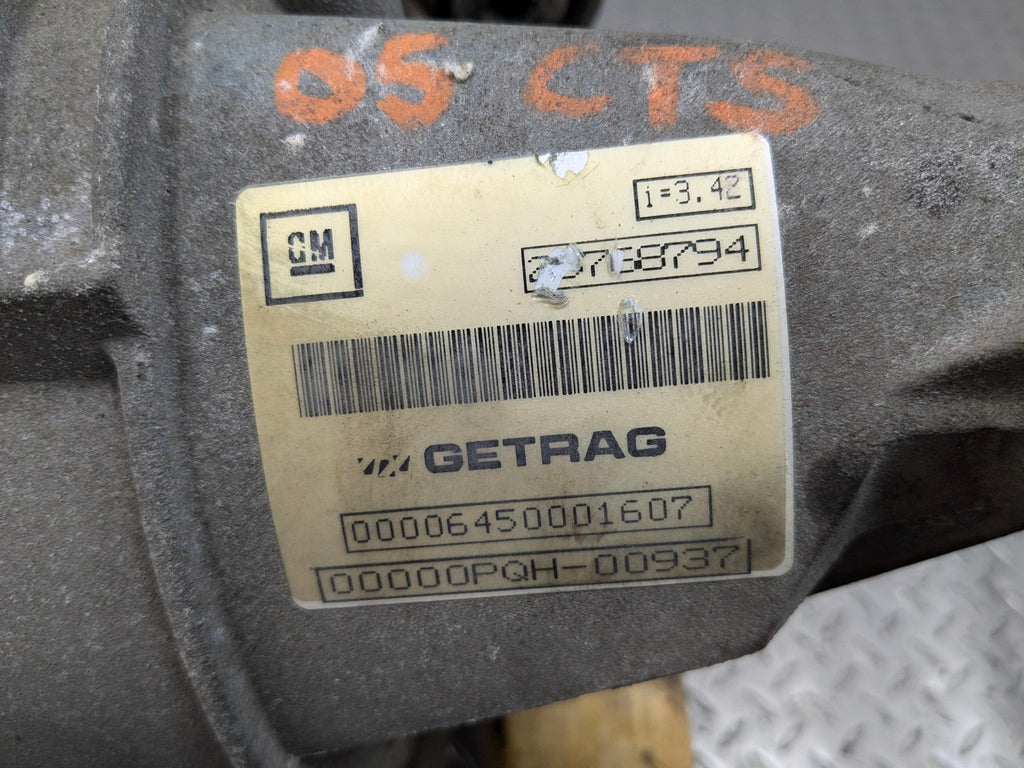 05 CTS
i=3.42
GM
GETRAG
00006450001607
00000PQH-00937